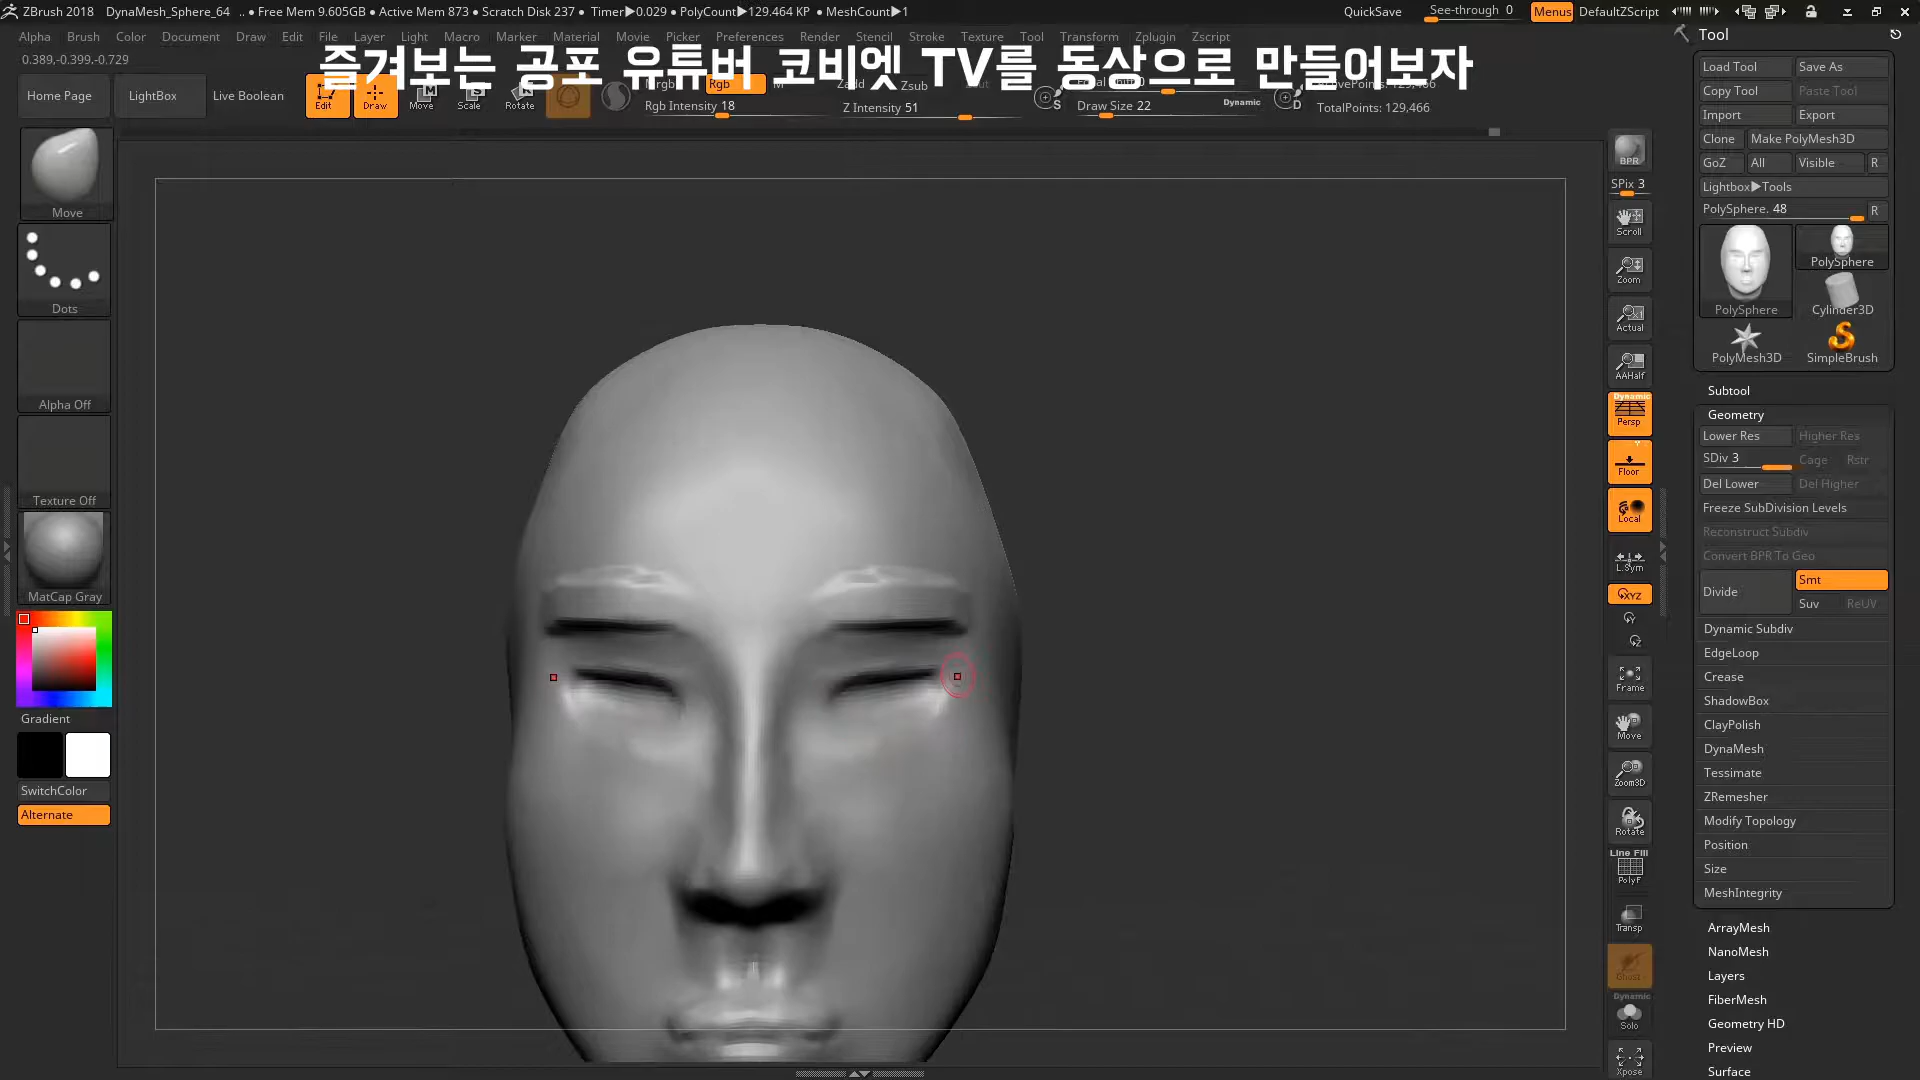 ZBrush 2018 DynaMesh_Sphere_64 .. • Free Mem 9.605GB • Active Mem 873 • Scratch Disk 237 • Timer▶0.029 • PolyCount▶129.464 KP • MeshCount▶1 QuickSave See-through 0 Menus DefaultZScript
Alpha Brush Color Document Draw Edit File Layer Light Macro Marker Material Movie Picker Preferences Render Stencil Stroke Texture Tool Transform Zplugin Zscript
0.389,-0.399,-0.729
즐겨보는 공포 유튜버 코비엣 TV를 동상으로 만들어보자
Home Page LightBox Live Boolean Edit Draw Move Scale Rotate Mrgb Rgb M Zadd Zsub Zcut
Rgb Intensity 18 Z Intensity 51 Draw Size 22 Dynamic TotalPoints: 129,466
S D
Move
Dots
Alpha Off
Texture Off
MatCap Gray
Gradient
SwitchColor
Alternate
BPR
SPix 3
Scroll
Zoom
Actual
AAHalf
Dynamic
Persp
Floor
Local
L.Sym
XYZ
Y
Z
Frame
Move
Zoom3D
Rotate
Line Fill
PolyF
Transp
Ghost
Dynamic
Solo
Xpose
Tool
Load Tool Save As
Copy Tool Paste Tool
Import Export
Clone Make PolyMesh3D
GoZ All Visible R
Lightbox▶Tools
PolySphere. 48 R
PolySphere
PolySphere Cylinder3D
PolyMesh3D SimpleBrush
Subtool
Geometry
Lower Res Higher Res
SDiv 3 Cage Rstr
Del Lower Del Higher
Freeze SubDivision Levels
Reconstruct Subdiv
Convert BPR To Geo
Divide Smt
Suv ReUV
Dynamic Subdiv
EdgeLoop
Crease
ShadowBox
ClayPolish
DynaMesh
Tessimate
ZRemesher
Modify Topology
Position
Size
MeshIntegrity
ArrayMesh
NanoMesh
Layers
FiberMesh
Geometry HD
Preview
Surface